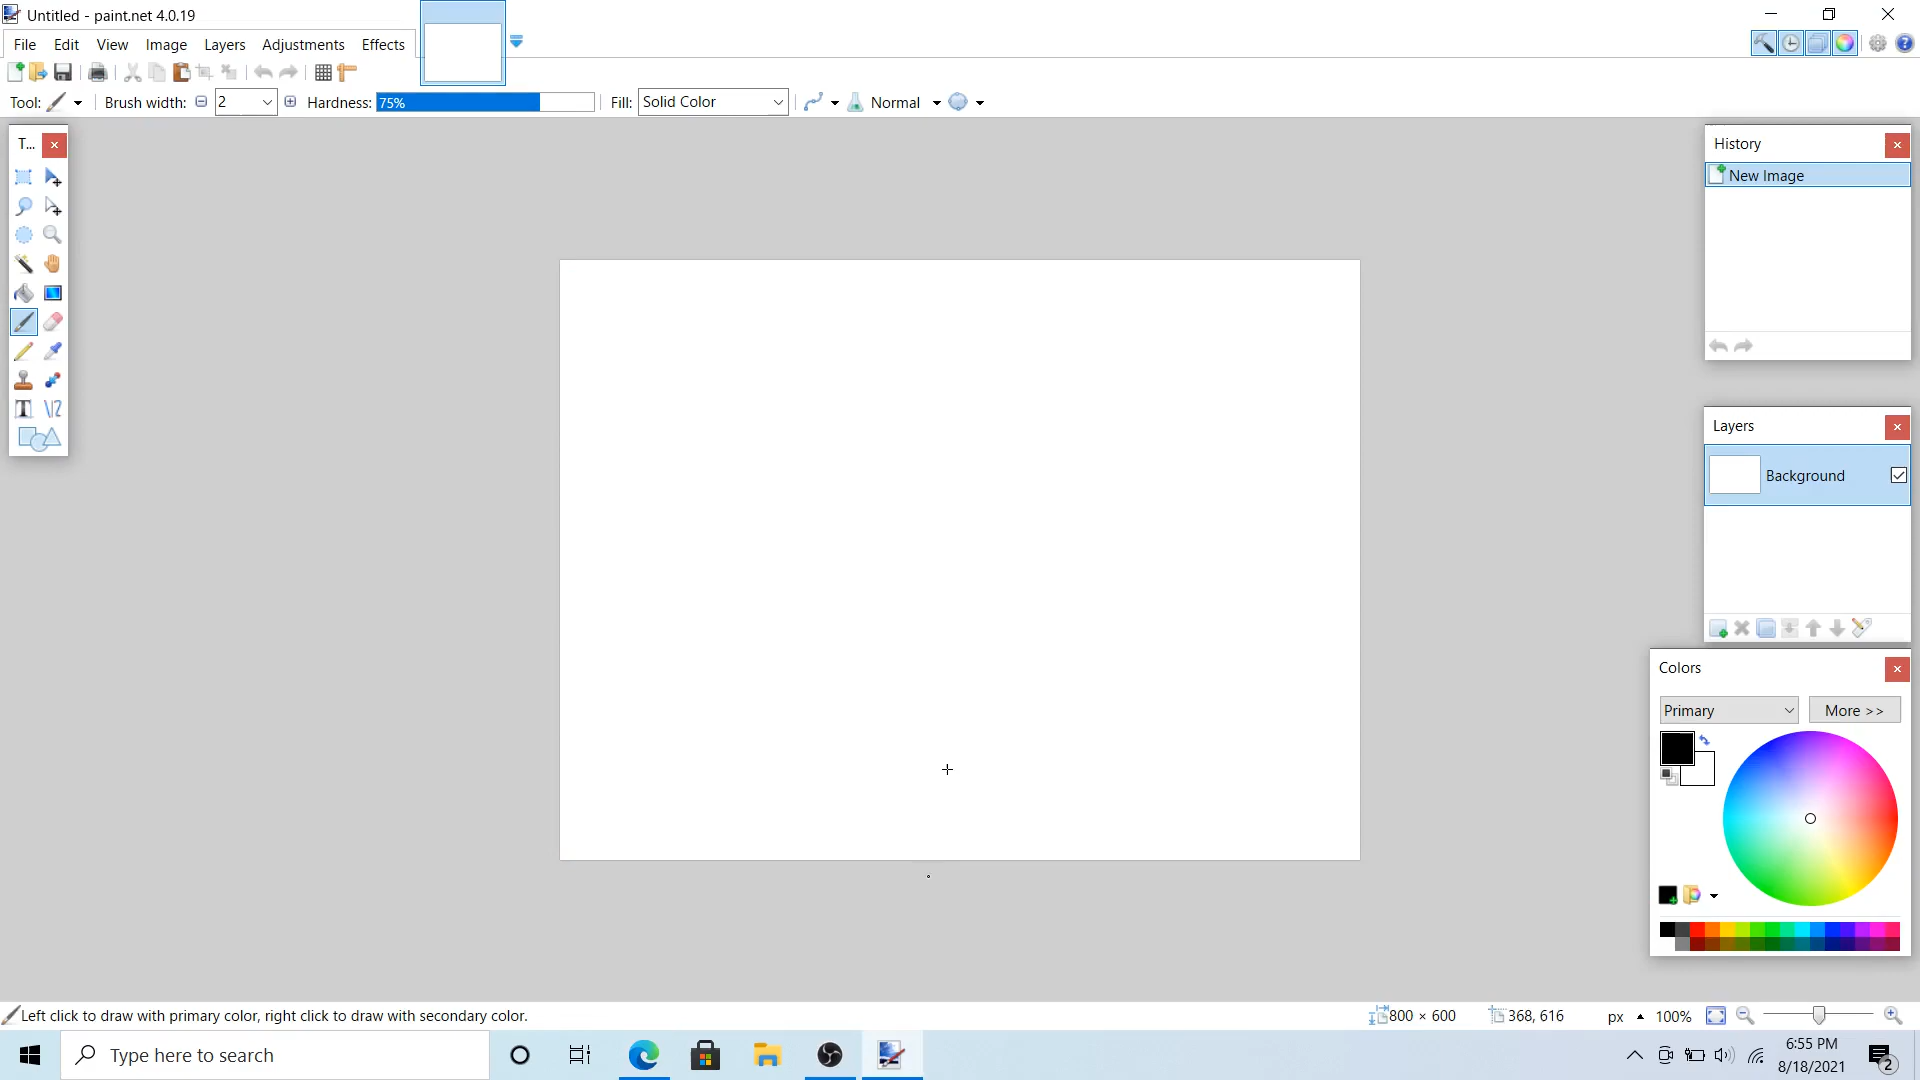 Untitled - paint.net 4.0.19
File Edit View Image Layers Adjustments Effects
Tool: Brush width: 2 Hardness: 75% Fill: Solid Color Normal
T...
History
New Image
Layers
Background
Colors
Primary More >>
Left click to draw with primary color, right click to draw with secondary color.
800 × 600 368, 616 px 100%
Type here to search
6:55 PM
8/18/2021
2